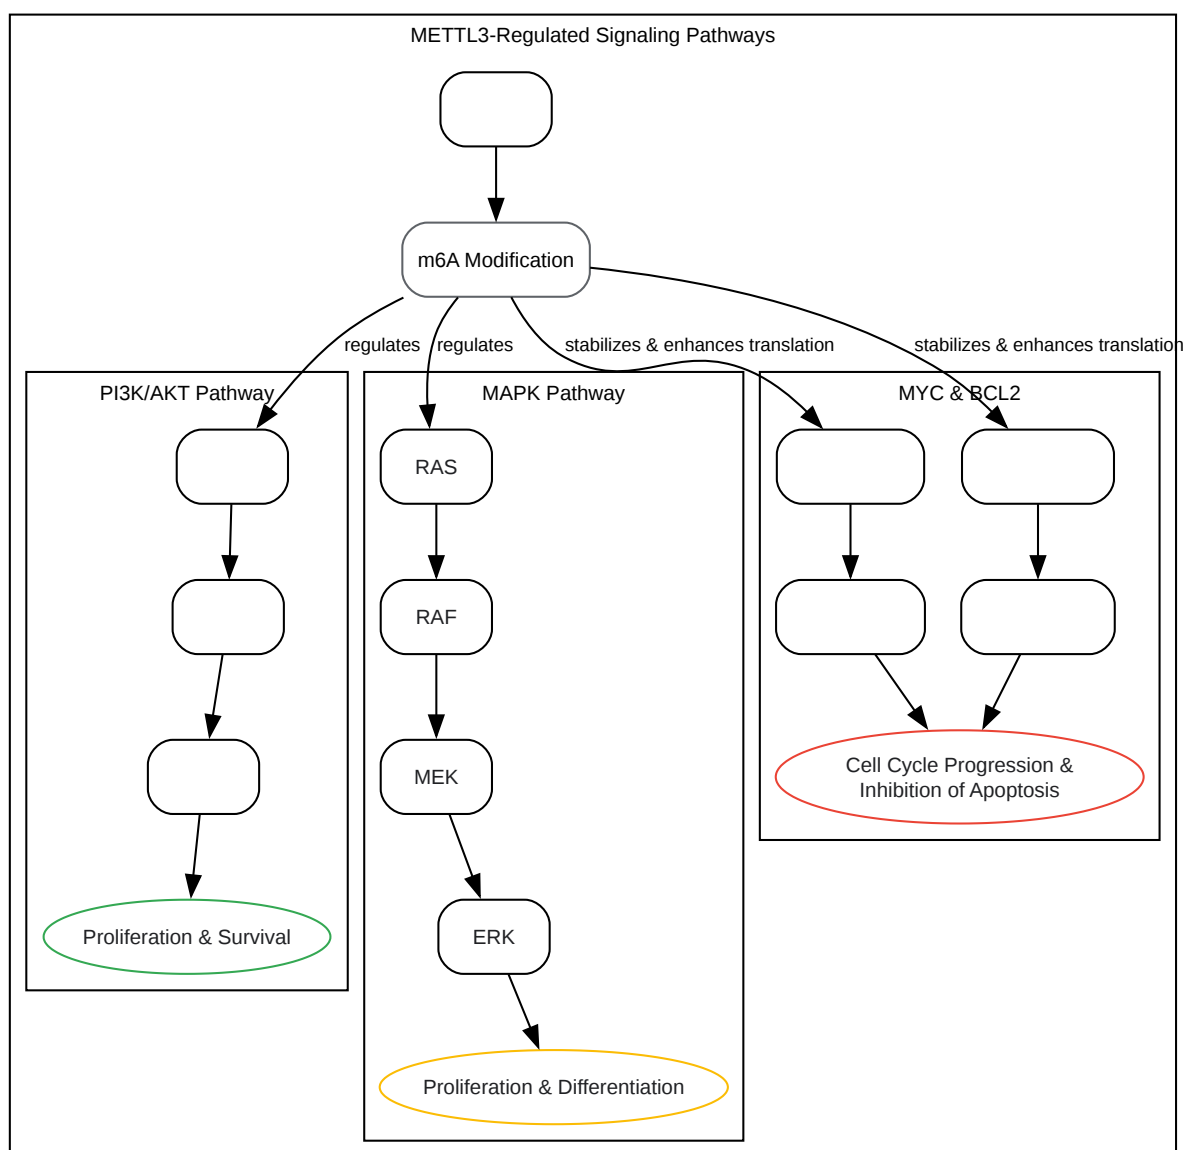 METTL3-Regulated Signaling Pathways
m6A Modification
regulates
regulates
stabilizes & enhances translation
stabilizes & enhances translation
PI3K/AKT Pathway
MAPK Pathway
MYC & BCL2
RAS
RAF
MEK
Cell Cycle Progression &
Inhibition of Apoptosis
ERK
Proliferation & Survival
Proliferation & Differentiation